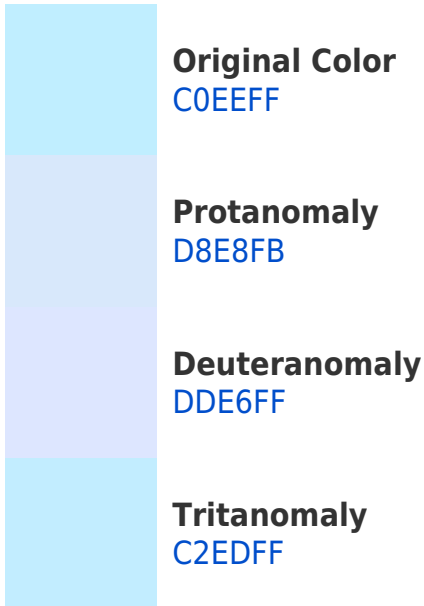 Original Color
C0EEFF
Protanomaly
D8E8FB
Deuteranomaly
DDE6FF
Tritanomaly
C2EDFF